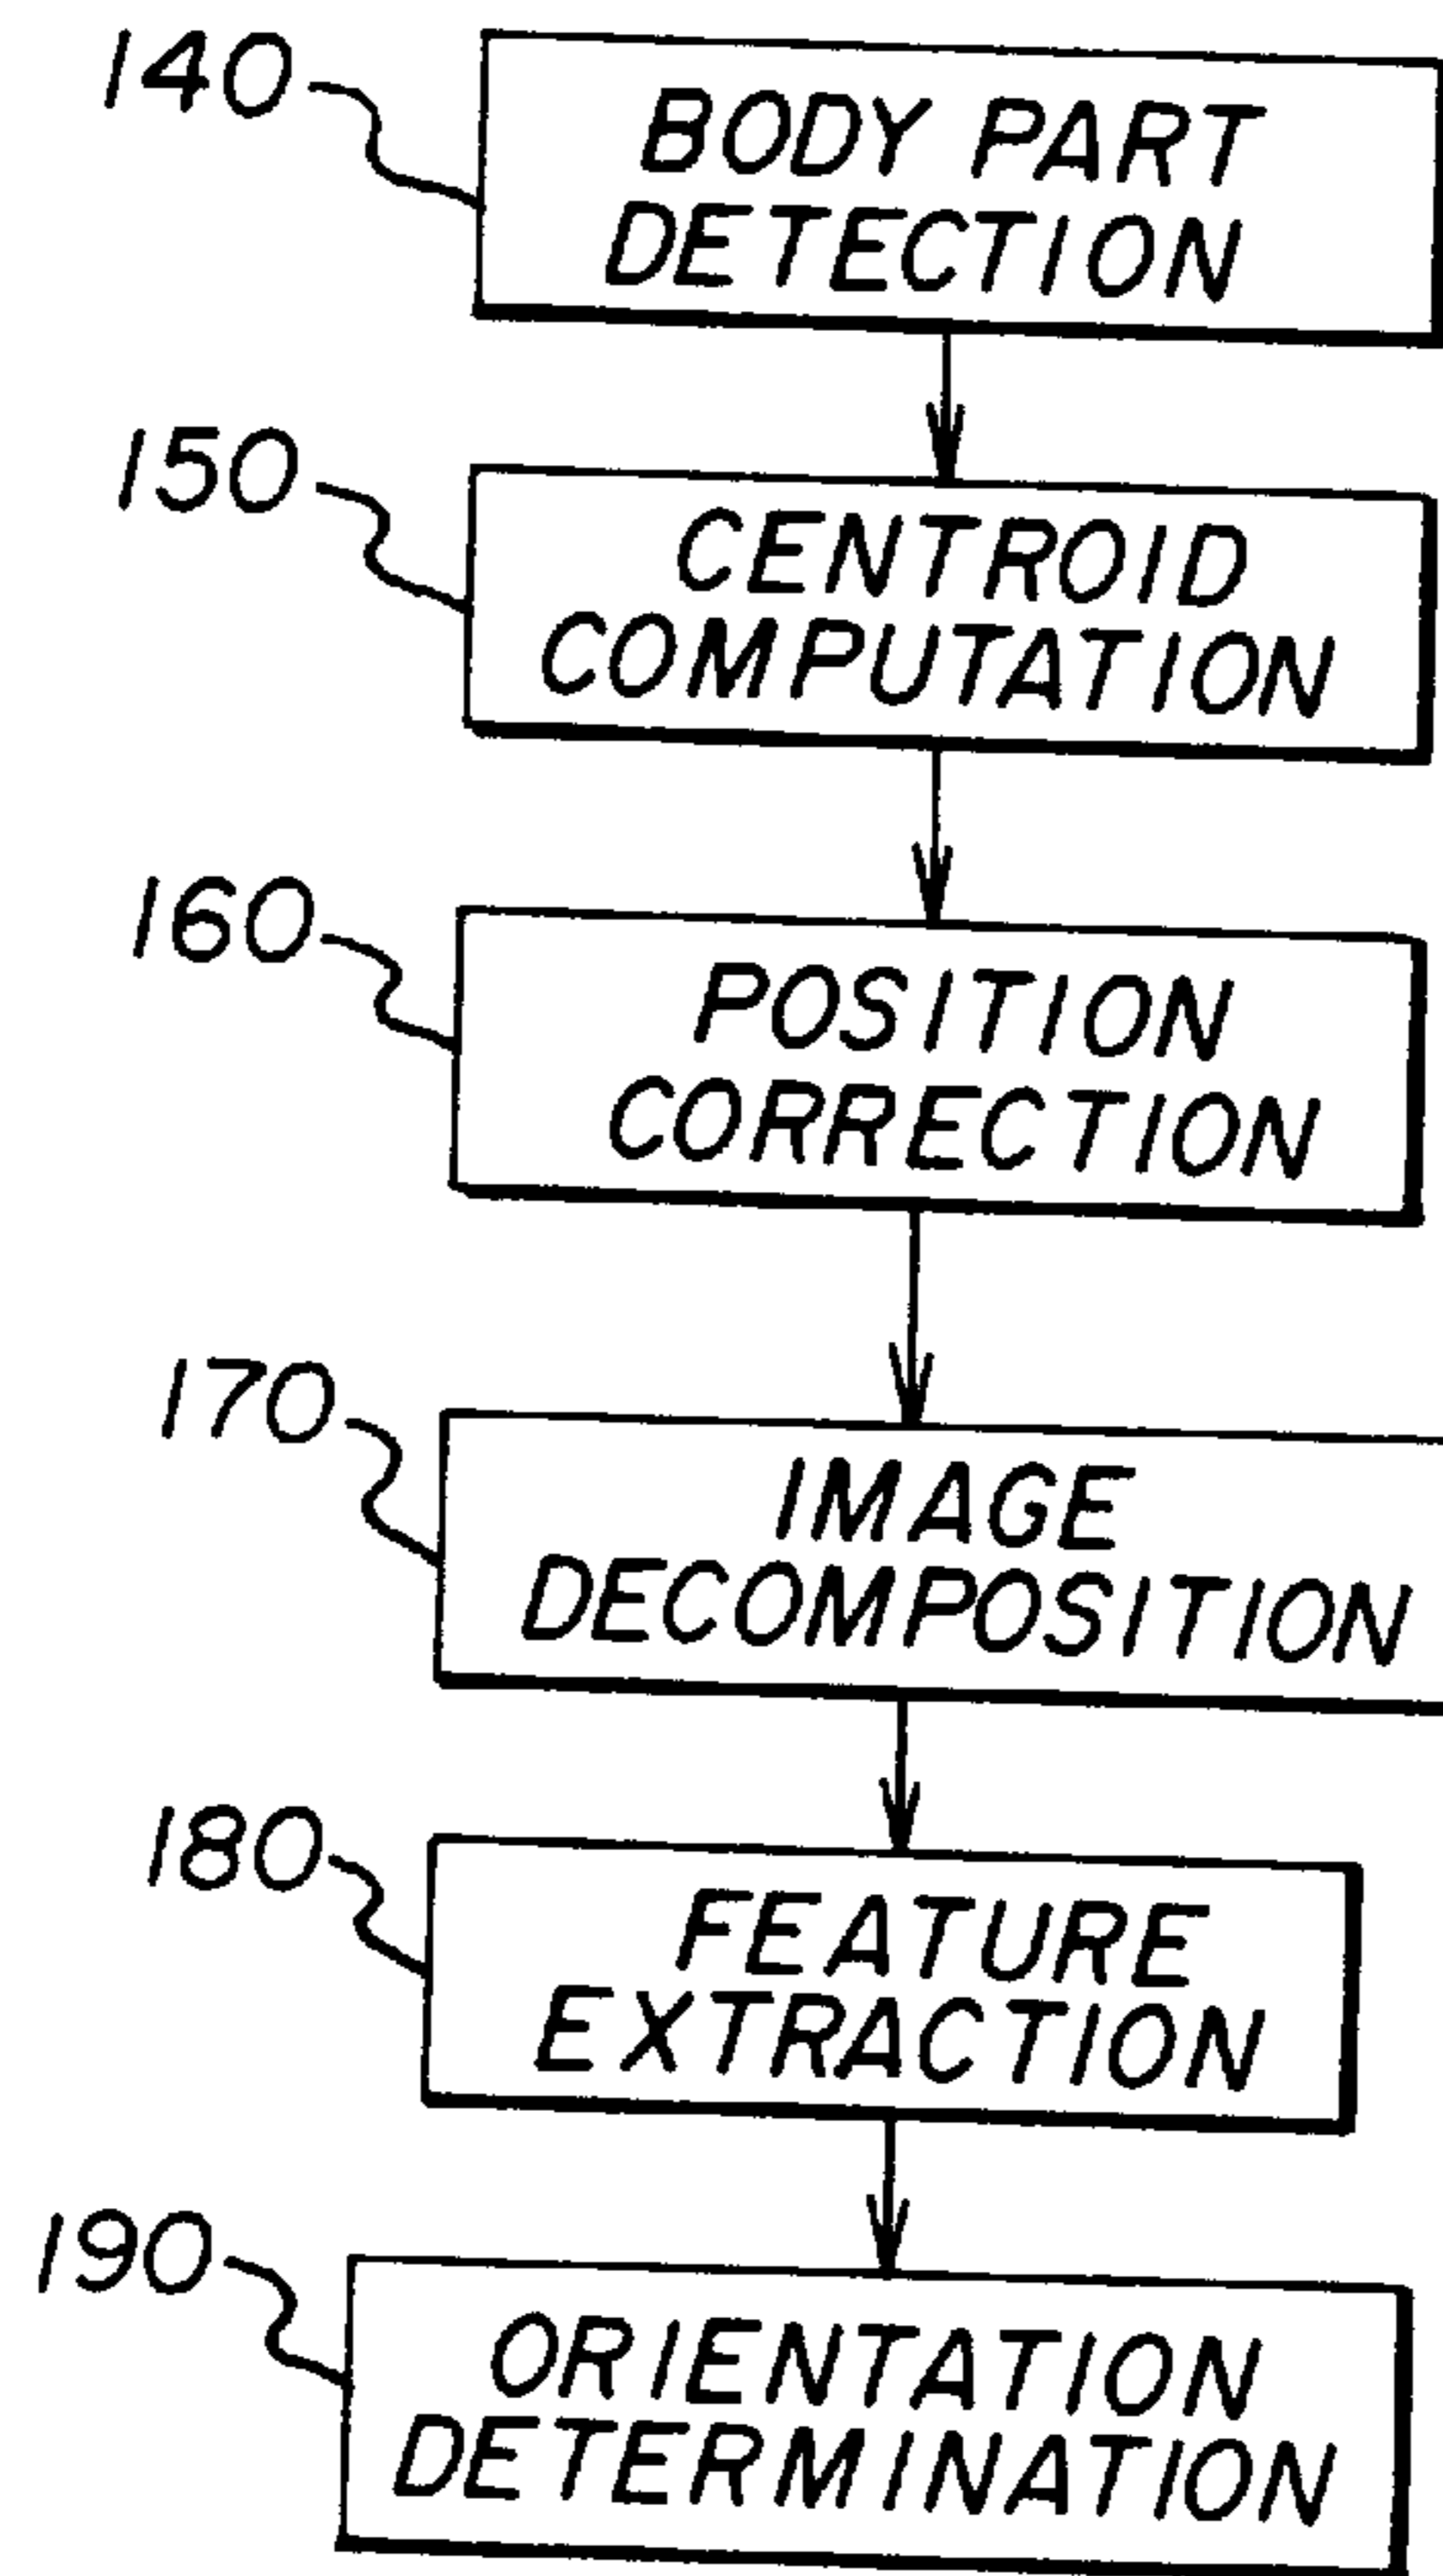 140
BODY PART
DETECTION
150
CENTROID
COMPUTATION
160
POSITION
CORRECTION
170
IMAGE
DECOMPOSITION
180
FEATURE
EXTRACTION
190
ORIENTATION
DETERMINATION